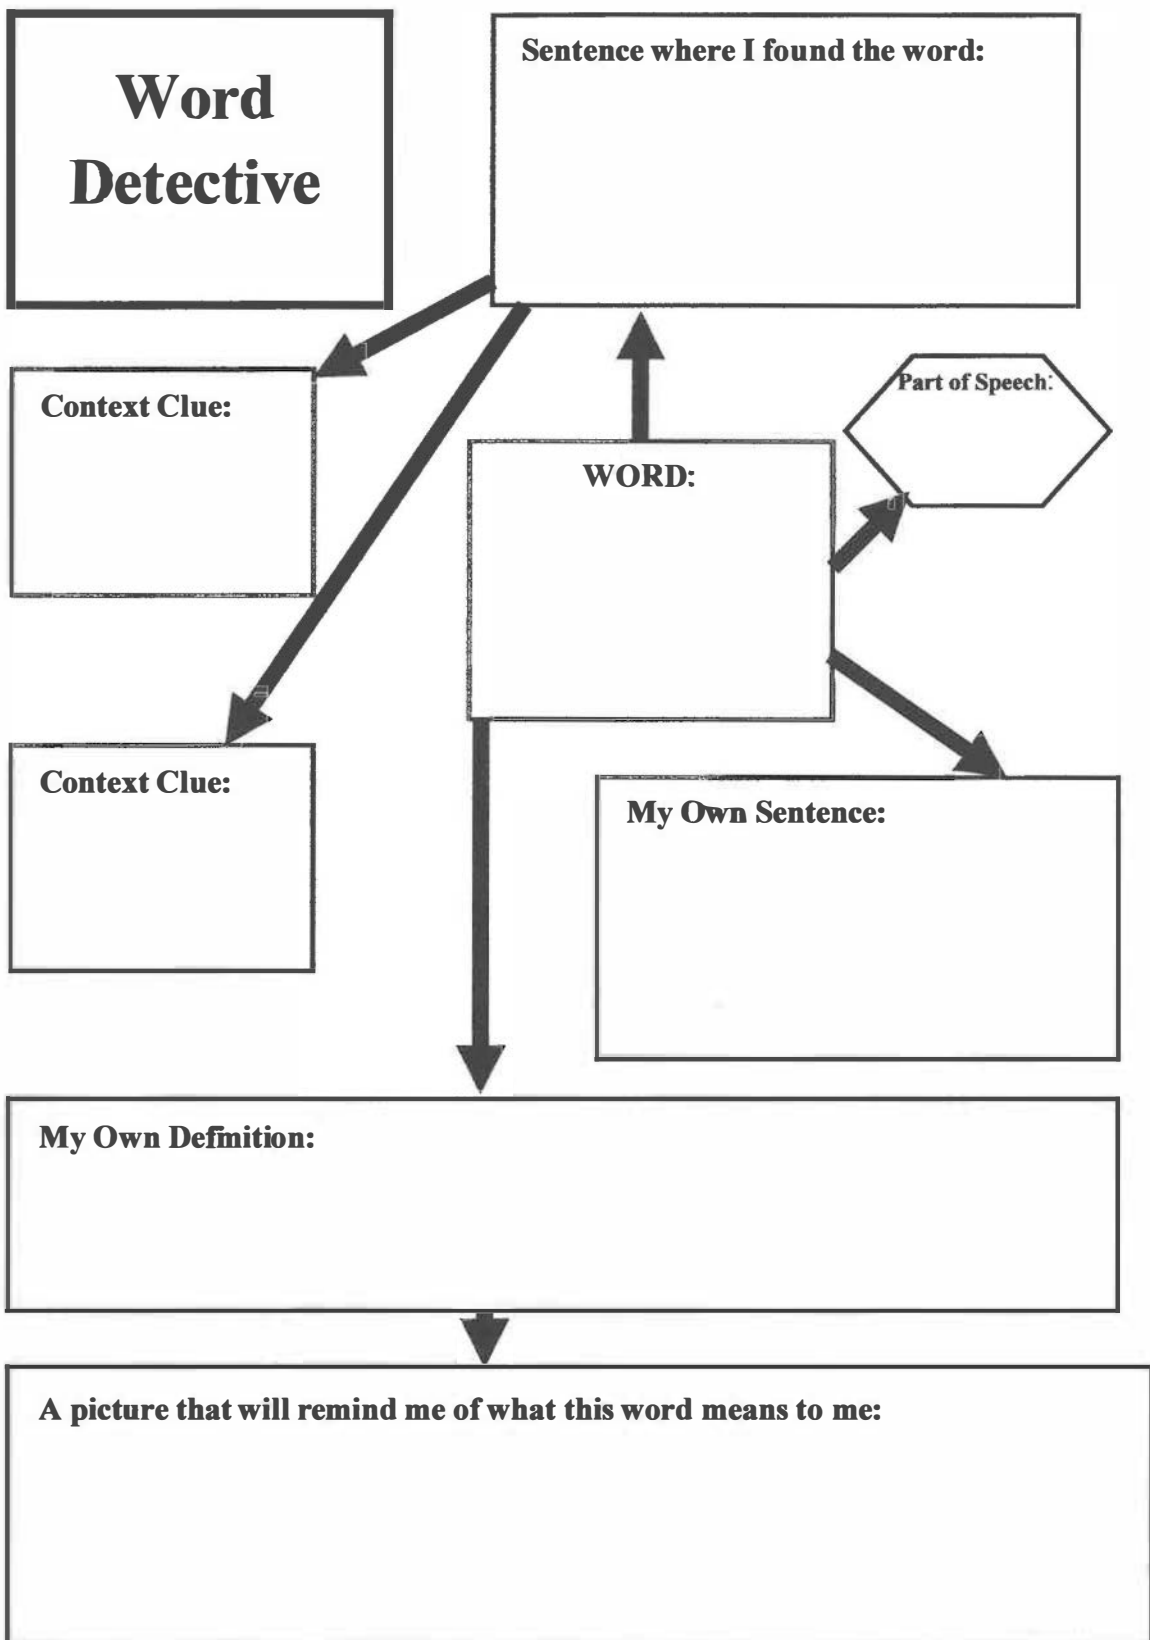 Word
Detective
Sentence where I found the word:
Context Clue:
Part of Speech:
WORD:
Context Clue:
My Own Sentence:
My Own Definition:
A picture that will remind me of what this word means to me: